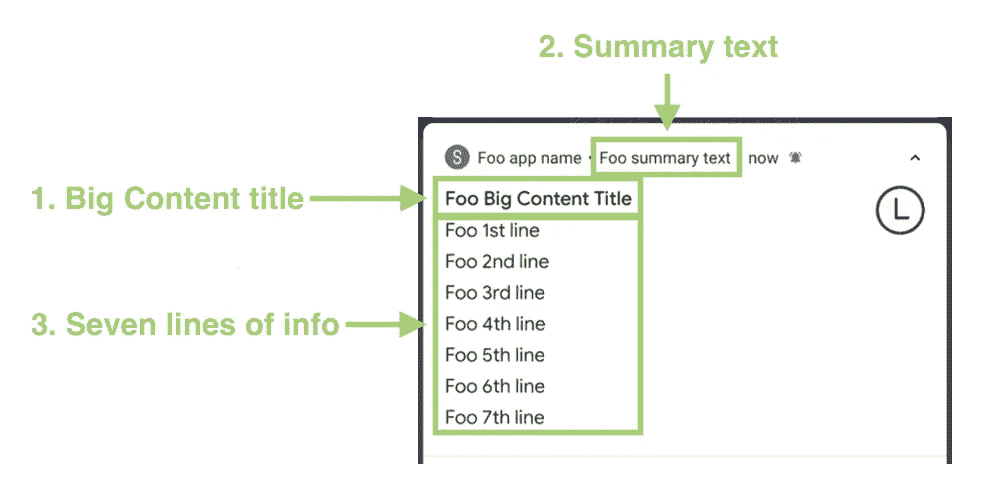 2. Summary text
S Foo app name • Foo summary text now
1. Big Content title
Foo Big Content Title
L
Foo 1st line
Foo 2nd line
Foo 3rd line
3. Seven lines of info
Foo 4th line
Foo 5th line
Foo 6th line
Foo 7th line